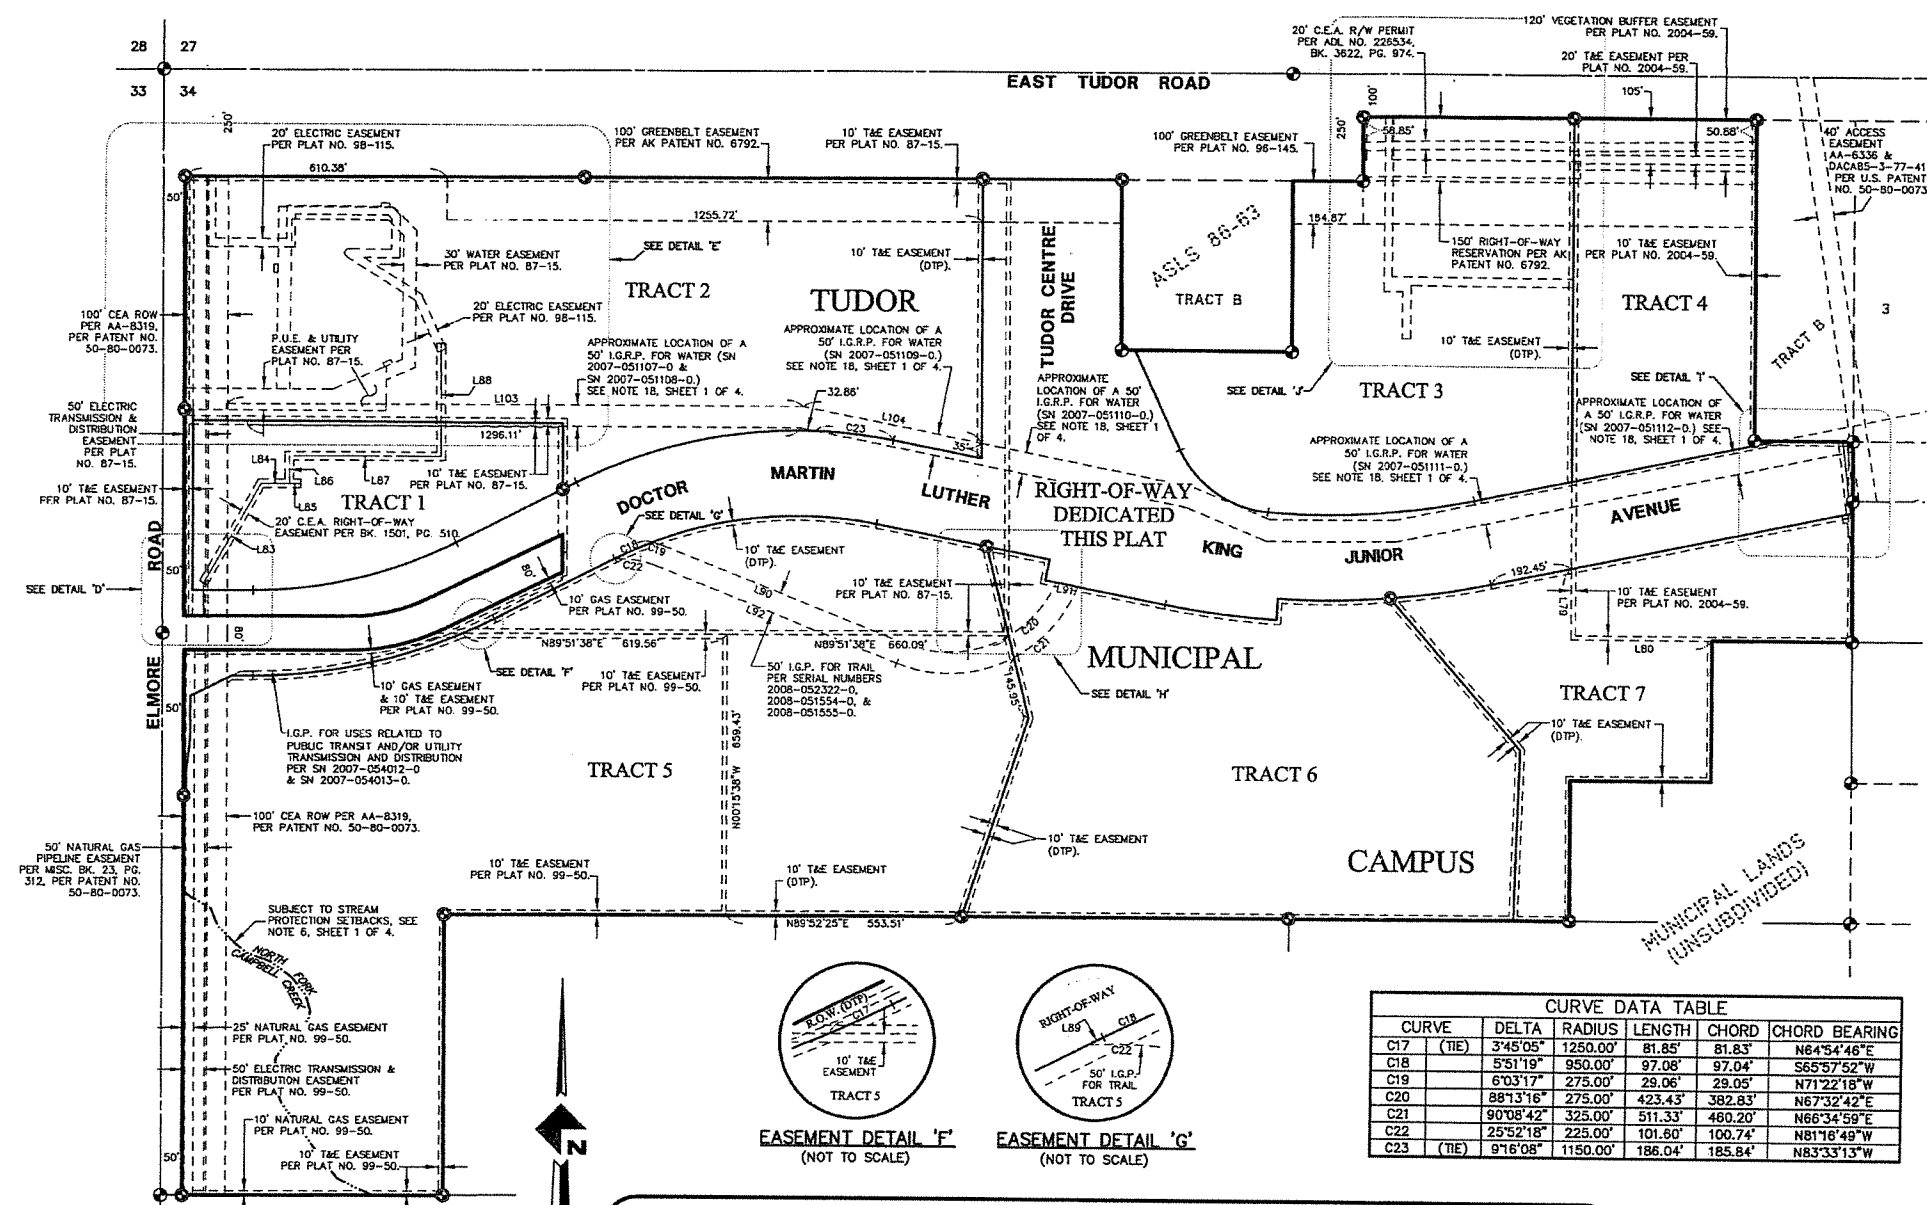 28 27
33 34
EAST TUDOR ROAD
20' C.E.A. R/W PERMIT
PER ADL NO. 226534,
BK. 3622, PG. 974.
120' VEGETATION BUFFER EASEMENT
PER PLAT NO. 2004-59.
20' T&E EASEMENT PER
PLAT NO. 2004-59.
105'
100'
250'
250'
58.85'
50.88'
20' ELECTRIC EASEMENT
PER PLAT NO. 98-115.
610.38'
100' GREENBELT EASEMENT
PER AK PATENT NO. 6792.
10' T&E EASEMENT
PER PLAT NO. 87-15.
100' GREENBELT EASEMENT
PER PLAT NO. 96-145.
40' ACCESS
EASEMENT
AA-6336 &
DACA85-3-77-41
PER U.S. PATENT
NO. 50-80-0073
50'
1255.72'
184.87'
SEE DETAIL 'E'
30' WATER EASEMENT
PER PLAT NO. 87-15.
10' T&E EASEMENT
(DTP).
TUDOR CENTRE
DRIVE
ASLS 86-63
TRACT B
150' RIGHT-OF-WAY
RESERVATION PER AK
PATENT NO. 6792.
10' T&E EASEMENT
PER PLAT NO. 2004-59.
TRACT 2
TUDOR
TRACT 4
TRACT B
3
20' ELECTRIC EASEMENT
PER PLAT NO. 98-115.
100' CEA ROW
PER AA-8319,
PER PATENT NO.
50-80-0073.
P.U.E. & UTILITY
EASEMENT PER
PLAT NO. 87-15.
APPROXIMATE LOCATION OF A
50' I.G.R.P. FOR WATER (SN
2007-051107-0 &
SN 2007-051108-0.)
SEE NOTE 18, SHEET 1 OF 4.
APPROXIMATE LOCATION OF A
50' I.G.R.P. FOR WATER
(SN 2007-051109-0.)
SEE NOTE 18, SHEET 1 OF 4.
10' T&E EASEMENT
(DTP).
SEE DETAIL 'J'
TRACT 3
SEE DETAIL 'I'
L88
L103
32.86'
L104
C23
35'
APPROXIMATE
LOCATION OF A 50'
I.G.R.P. FOR WATER
(SN 2007-051110-0.)
SEE NOTE 18, SHEET 1
OF 4.
APPROXIMATE LOCATION OF
A 50' I.G.R.P. FOR WATER
(SN 2007-051112-0.) SEE
NOTE 18, SHEET 1 OF 4.
50' ELECTRIC
TRANSMISSION &
DISTRIBUTION
EASEMENT
PER PLAT
NO. 87-15.
1296.11'
APPROXIMATE LOCATION OF A
50' I.G.R.P. FOR WATER
(SN 2007-051111-0.)
SEE NOTE 18, SHEET 1 OF 4.
L84
L86
L87
L85
10' T&E EASEMENT
PER PLAT NO. 87-15.
10' T&E EASEMENT
PER PLAT NO. 87-15.
TRACT 1
20' C.E.A. RIGHT-OF-WAY
EASEMENT PER BK. 1501, PG. 510.
L83
DOCTOR MARTIN LUTHER KING JUNIOR AVENUE
RIGHT-OF-WAY
DEDICATED
THIS PLAT
SEE DETAIL 'G'
C18
C19
C22
10' T&E EASEMENT
(DTP).
SEE DETAIL 'D'
50'
80'
80'
10' GAS EASEMENT
PER PLAT NO. 99-50.
L90
L92
10' T&E EASEMENT
PER PLAT NO. 87-15.
L91
C20
C21
192.45'
L79
10' T&E EASEMENT
PER PLAT NO. 2004-59.
L80
ELMORE ROAD
N89°51'38"E 619.56'
N89°51'38"E 660.09'
SEE DETAIL 'F'
10' T&E EASEMENT
PER PLAT NO. 99-50.
50' I.G.P. FOR TRAIL
PER SERIAL NUMBERS
2008-052322-0,
2008-051554-0, &
2008-051555-0.
145.95'
MUNICIPAL
SEE DETAIL 'H'
10' GAS EASEMENT
& 10' T&E EASEMENT
PER PLAT NO. 99-50.
50'
TRACT 7
10' T&E EASEMENT
(DTP).
I.G.P. FOR USES RELATED TO
PUBLIC TRANSIT AND/OR UTILITY
TRANSMISSION AND DISTRIBUTION
PER SN 2007-054012-0
& SN 2007-054013-0.
TRACT 5
N00°15'38"W 659.43'
TRACT 6
100' CEA ROW PER AA-8319,
PER PATENT NO. 50-80-0073.
50' NATURAL GAS
PIPELINE EASEMENT
PER MISC. BK. 23, PG.
312, PER PATENT NO.
50-80-0073.
10' T&E EASEMENT
PER PLAT NO. 99-50.
10' T&E EASEMENT
(DTP).
10' T&E EASEMENT
(DTP).
CAMPUS
MUNICIPAL LANDS
(UNSUBDIVIDED)
N89°52'25"E 553.51'
SUBJECT TO STREAM
PROTECTION SETBACKS, SEE
NOTE 6, SHEET 1 OF 4.
NORTH FORK
CAMPBELL CREEK
25' NATURAL GAS EASEMENT
PER PLAT NO. 99-50.
50' ELECTRIC TRANSMISSION &
DISTRIBUTION EASEMENT
PER PLAT NO. 99-50.
10' NATURAL GAS EASEMENT
PER PLAT NO. 99-50.
10' T&E EASEMENT
PER PLAT NO. 99-50.
50'
N
R.O.W. (DTP)
C17
10' T&E
EASEMENT
TRACT 5
EASEMENT DETAIL 'F'
(NOT TO SCALE)
RIGHT-OF-WAY
L89
C18
C22
50' I.G.P.
FOR TRAIL
TRACT 5
EASEMENT DETAIL 'G'
(NOT TO SCALE)
CURVE DATA TABLE
CURVE DELTA RADIUS LENGTH CHORD CHORD BEARING
C17 (TIE) 3°45'05" 1250.00' 81.85' 81.83' N64°54'46"E
C18 5°51'19" 950.00' 97.08' 97.04' S65°57'52"W
C19 6°03'17" 275.00' 29.06' 29.05' N71°22'18"W
C20 88°13'16" 275.00' 423.43' 382.83' N67°32'42"E
C21 90°08'42" 325.00' 511.33' 460.20' N66°34'59"E
C22 25°52'18" 225.00' 101.60' 100.74' N81°16'49"W
C23 (TIE) 9°16'08" 1150.00' 186.04' 185.84' N83°33'13"W